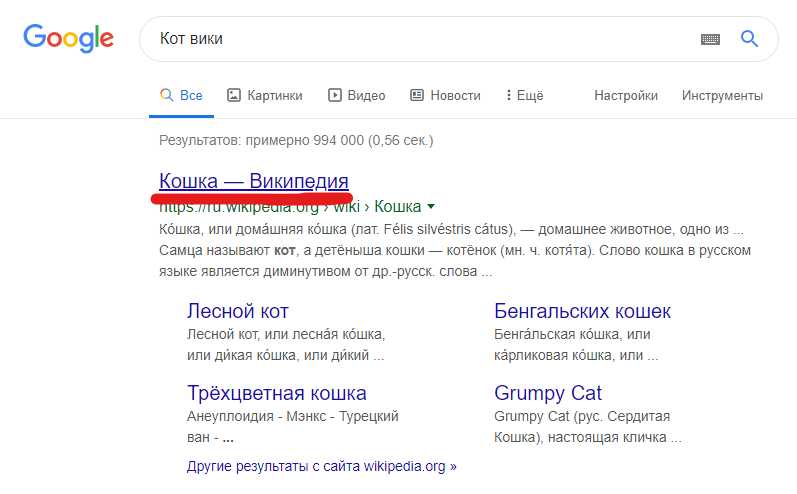 Google
Кот вики
Все Картинки Видео Новости Ещё Настройки Инструменты
Результатов: примерно 994 000 (0,56 сек.)
Кошка — Википедия
https://ru.wikipedia.org › wiki › Кошка
Ко́шка, или дома́шняя ко́шка (лат. Félis silvéstris cátus), — домашнее животное, одно из ...
Самца называют кот, а детёныша кошки — котёнок (мн. ч. котя́та). Слово кошка в русском
языке является диминутивом от др.-русск. слова ...
Лесной кот
Лесной кот, или лесна́я ко́шка,
или ди́кая ко́шка, или ди́кий ...
Бенгальских кошек
Бенга́льская ко́шка, или
ка́рликовая ко́шка, или ...
Трёхцветная кошка
Анеуплоидия - Мэнкс - Турецкий
ван - ...
Grumpy Cat
Grumpy Cat (рус. Сердитая
Кошка), настоящая кличка ...
Другие результаты с сайта wikipedia.org »